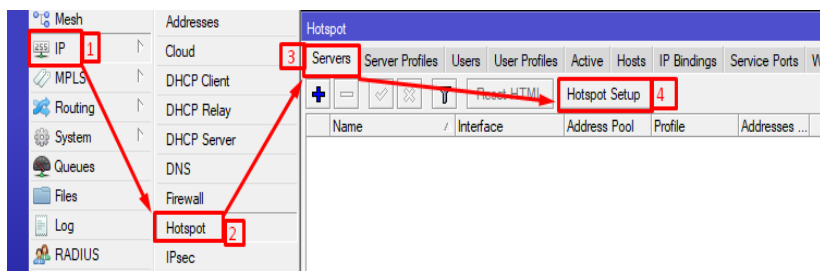 Mesh
255 IP 1
MPLS
Routing
System
Queues
Files
Log
RADIUS
Addresses
Cloud
DHCP Client
DHCP Relay
DHCP Server
DNS
Firewall
Hotspot 2
IPsec
Hotspot
3 Servers Server Profiles Users User Profiles Active Hosts IP Bindings Service Ports W
Reset HTML Hotspot Setup 4
Name / Interface Address Pool Profile Addresses ...